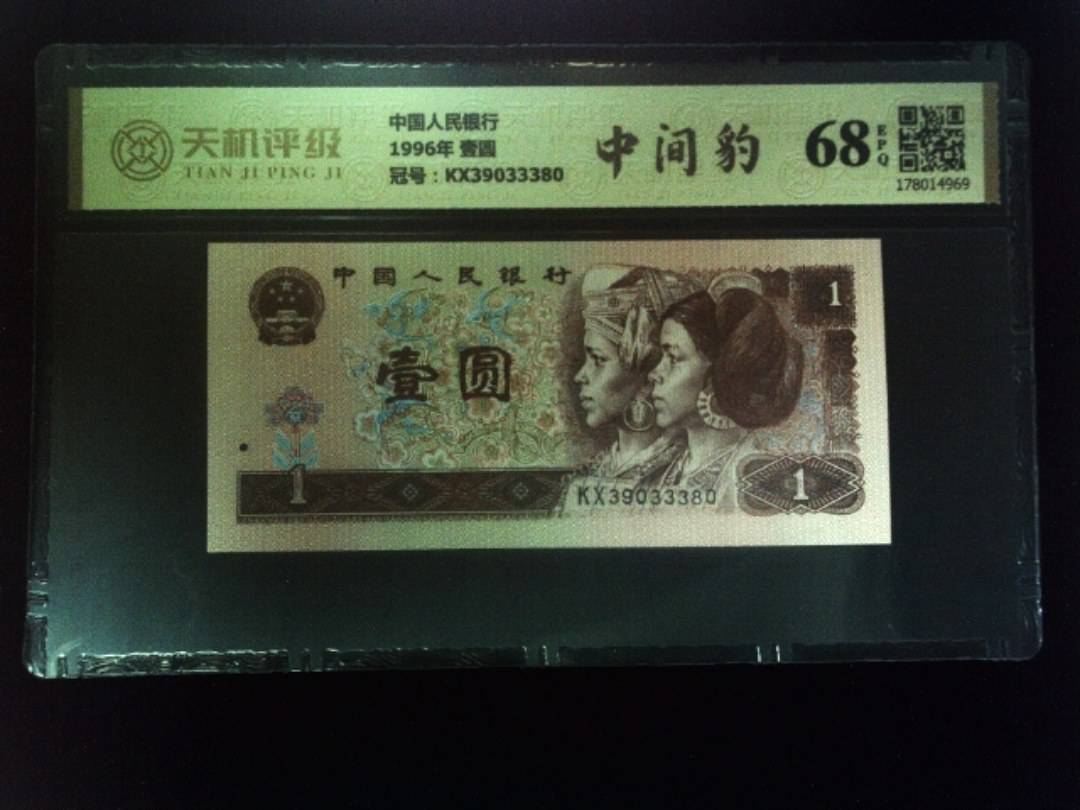 天机评级
TIAN JI PING JI
中国人民银行
1996年 壹圆
冠号：KX39033380
中间豹
68
EPQ
178014969
中国人民银行
壹圆
1
1
KX39033380
1